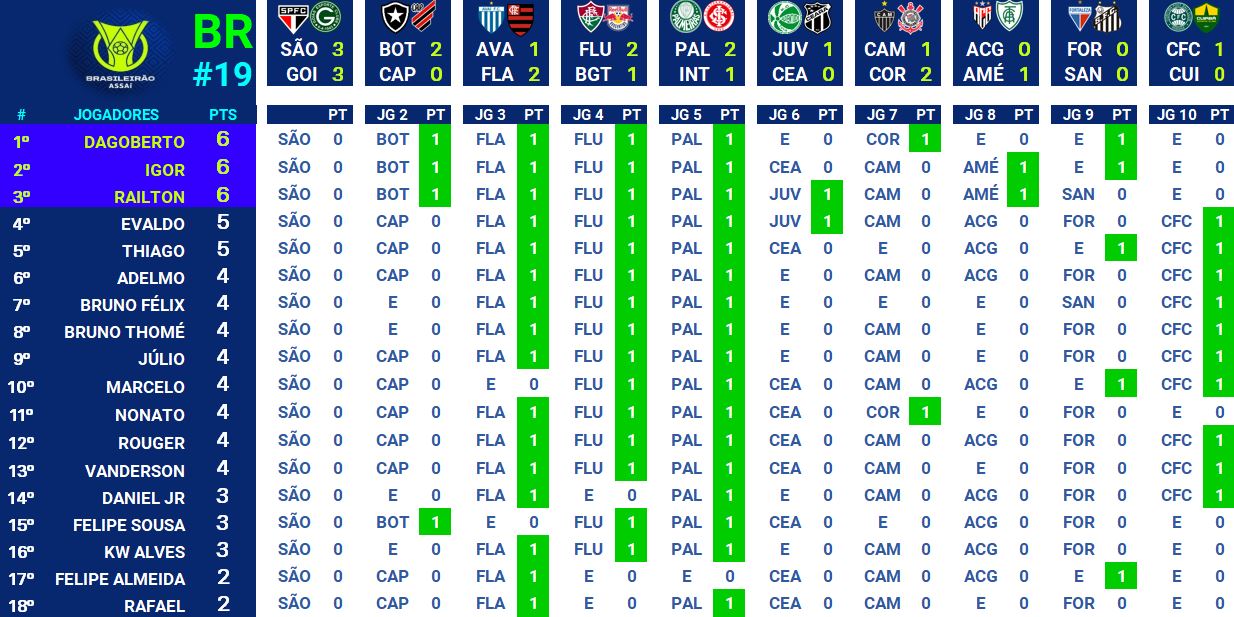 BR
#19
BRASILEIRÃO
ASSAÍ
SÃO 3 BOT 2 AVA 1 FLU 2 PAL 2 JUV 1 CAM 1 ACG 0 FOR 0 CFC 1
GOI 3 CAP 0 FLA 2 BGT 1 INT 1 CEA 0 COR 2 AMÉ 1 SAN 0 CUI 0
# JOGADORES PTS PT JG 2 PT JG 3 PT JG 4 PT JG 5 PT JG 6 PT JG 7 PT JG 8 PT JG 9 PT JG 10 PT
1º DAGOBERTO 6 SÃO 0 BOT 1 FLA 1 FLU 1 PAL 1 E 0 COR 1 E 0 E 1 E 0
2º IGOR 6 SÃO 0 BOT 1 FLA 1 FLU 1 PAL 1 CEA 0 CAM 0 AMÉ 1 E 1 E 0
3º RAILTON 6 SÃO 0 BOT 1 FLA 1 FLU 1 PAL 1 JUV 1 CAM 0 AMÉ 1 SAN 0 E 0
4º EVALDO 5 SÃO 0 CAP 0 FLA 1 FLU 1 PAL 1 JUV 1 CAM 0 ACG 0 FOR 0 CFC 1
5º THIAGO 5 SÃO 0 CAP 0 FLA 1 FLU 1 PAL 1 CEA 0 E 0 ACG 0 E 1 CFC 1
6º ADELMO 4 SÃO 0 CAP 0 FLA 1 FLU 1 PAL 1 E 0 CAM 0 ACG 0 FOR 0 CFC 1
7º BRUNO FÉLIX 4 SÃO 0 E 0 FLA 1 FLU 1 PAL 1 E 0 E 0 E 0 SAN 0 CFC 1
8º BRUNO THOMÉ 4 SÃO 0 E 0 FLA 1 FLU 1 PAL 1 E 0 CAM 0 E 0 FOR 0 CFC 1
9º JÚLIO 4 SÃO 0 CAP 0 FLA 1 FLU 1 PAL 1 E 0 CAM 0 E 0 FOR 0 CFC 1
10º MARCELO 4 SÃO 0 CAP 0 E 0 FLU 1 PAL 1 CEA 0 CAM 0 ACG 0 E 1 CFC 1
11º NONATO 4 SÃO 0 CAP 0 FLA 1 FLU 1 PAL 1 CEA 0 COR 1 E 0 FOR 0 E 0
12º ROUGER 4 SÃO 0 CAP 0 FLA 1 FLU 1 PAL 1 CEA 0 CAM 0 ACG 0 FOR 0 CFC 1
13º VANDERSON 4 SÃO 0 CAP 0 FLA 1 FLU 1 PAL 1 CEA 0 CAM 0 E 0 FOR 0 CFC 1
14º DANIEL JR 3 SÃO 0 E 0 FLA 1 E 0 PAL 1 CEA 0 CAM 0 ACG 0 FOR 0 CFC 1
15º FELIPE SOUSA 3 SÃO 0 BOT 1 E 0 FLU 1 PAL 1 CEA 0 E 0 ACG 0 FOR 0 E 0
16º KW ALVES 3 SÃO 0 E 0 FLA 1 FLU 1 PAL 1 E 0 CAM 0 ACG 0 FOR 0 E 0
17º FELIPE ALMEIDA 2 SÃO 0 CAP 0 FLA 1 E 0 E 0 CEA 0 CAM 0 ACG 0 E 1 E 0
18º RAFAEL 2 SÃO 0 CAP 0 FLA 1 E 0 PAL 1 CEA 0 CAM 0 E 0 FOR 0 E 0